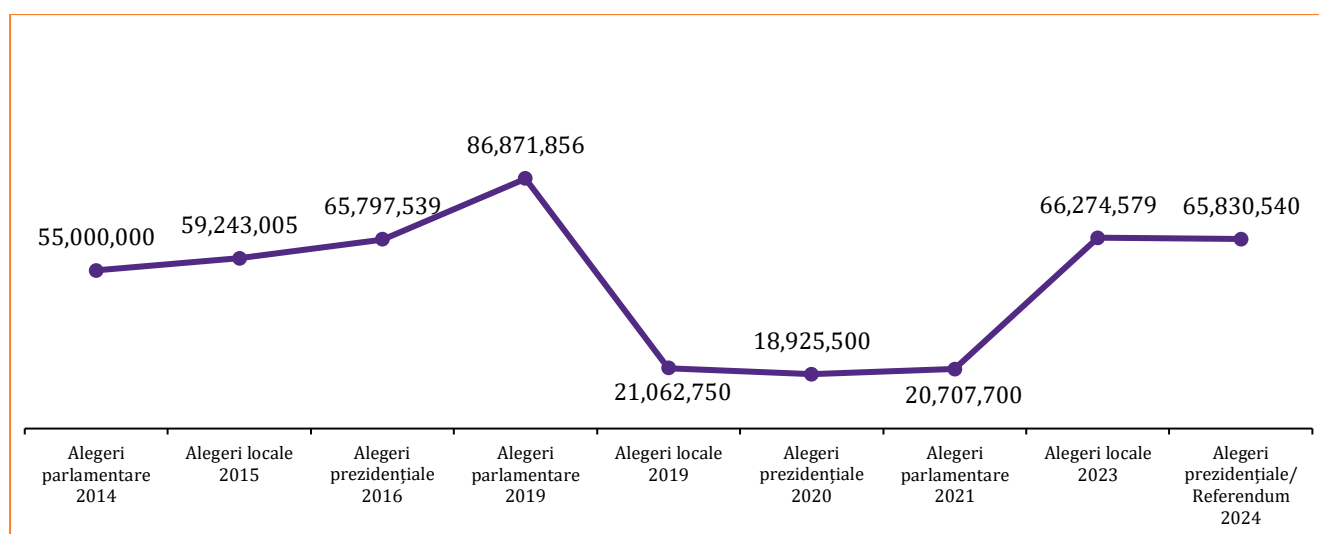 86,871,856
65,797,539
66,274,579
65,830,540
59,243,005
55,000,000
18,925,500
21,062,750
20,707,700
Alegeri
parlamentare
2014
Alegeri locale
2015
Alegeri
prezidențiale
2016
Alegeri
parlamentare
2019
Alegeri locale
2019
Alegeri
prezidențiale
2020
Alegeri
parlamentare
2021
Alegeri locale
2023
Alegeri
prezidențiale/
Referendum
2024